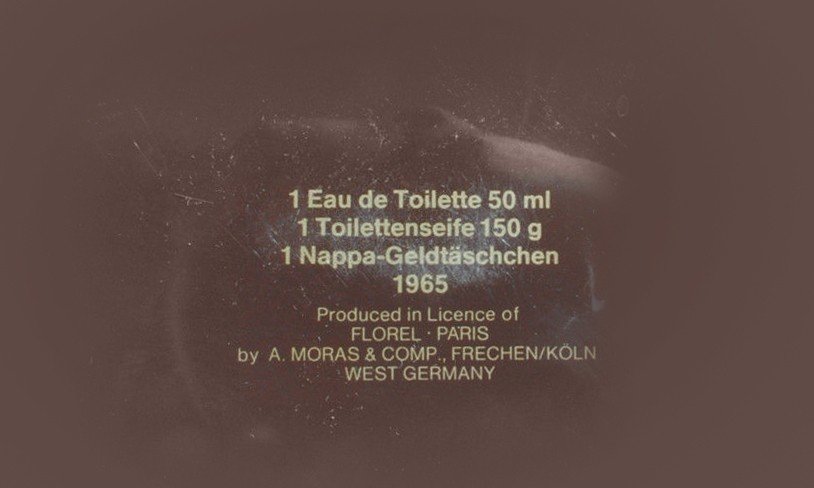 1 Eau de Toilette 50 ml
1 Toilettenseife 150 g
1 Nappa-Geldtäschchen
1965
Produced in Licence of
FLOREL · PARIS
by A. MORAS & COMP., FRECHEN/KÖLN
WEST GERMANY